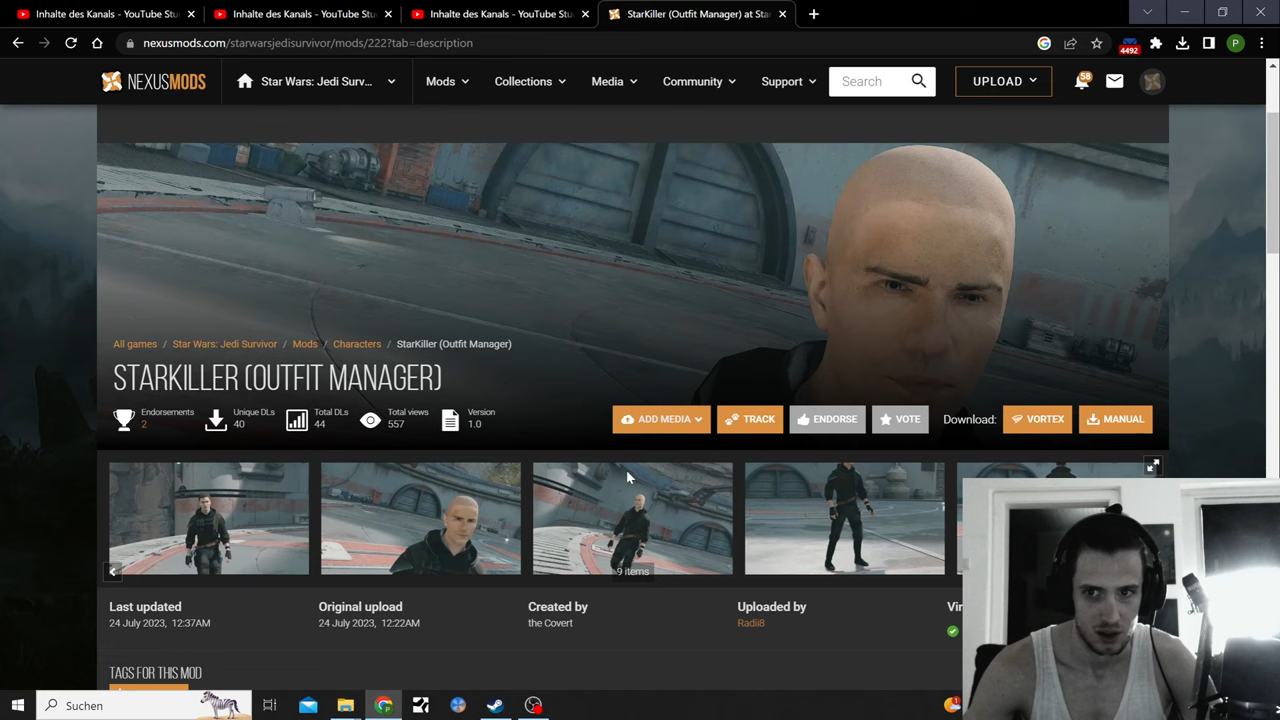 Inhalte des Kanals - YouTube Stu
Inhalte des Kanals - YouTube Stu
Inhalte des Kanals - YouTube Stu
StarKiller (Outfit Manager) at Sta
nexusmods.com/starwarsjedisurvivor/mods/222?tab=description
4492
P
NEXUSMODS
Star Wars: Jedi Surv...
Mods
Collections
Media
Community
Support
Search
UPLOAD
58
All games / Star Wars: Jedi Survivor / Mods / Characters / StarKiller (Outfit Manager)
STARKILLER (OUTFIT MANAGER)
Endorsements
2
Unique DLs
40
Total DLs
44
Total views
557
Version
1.0
ADD MEDIA
TRACK
ENDORSE
VOTE
Download:
VORTEX
MANUAL
9 items
Last updated
24 July 2023, 12:37AM
Original upload
24 July 2023, 12:22AM
Created by
the Covert
Uploaded by
Radii8
Vir
TAGS FOR THIS MOD
Suchen
1